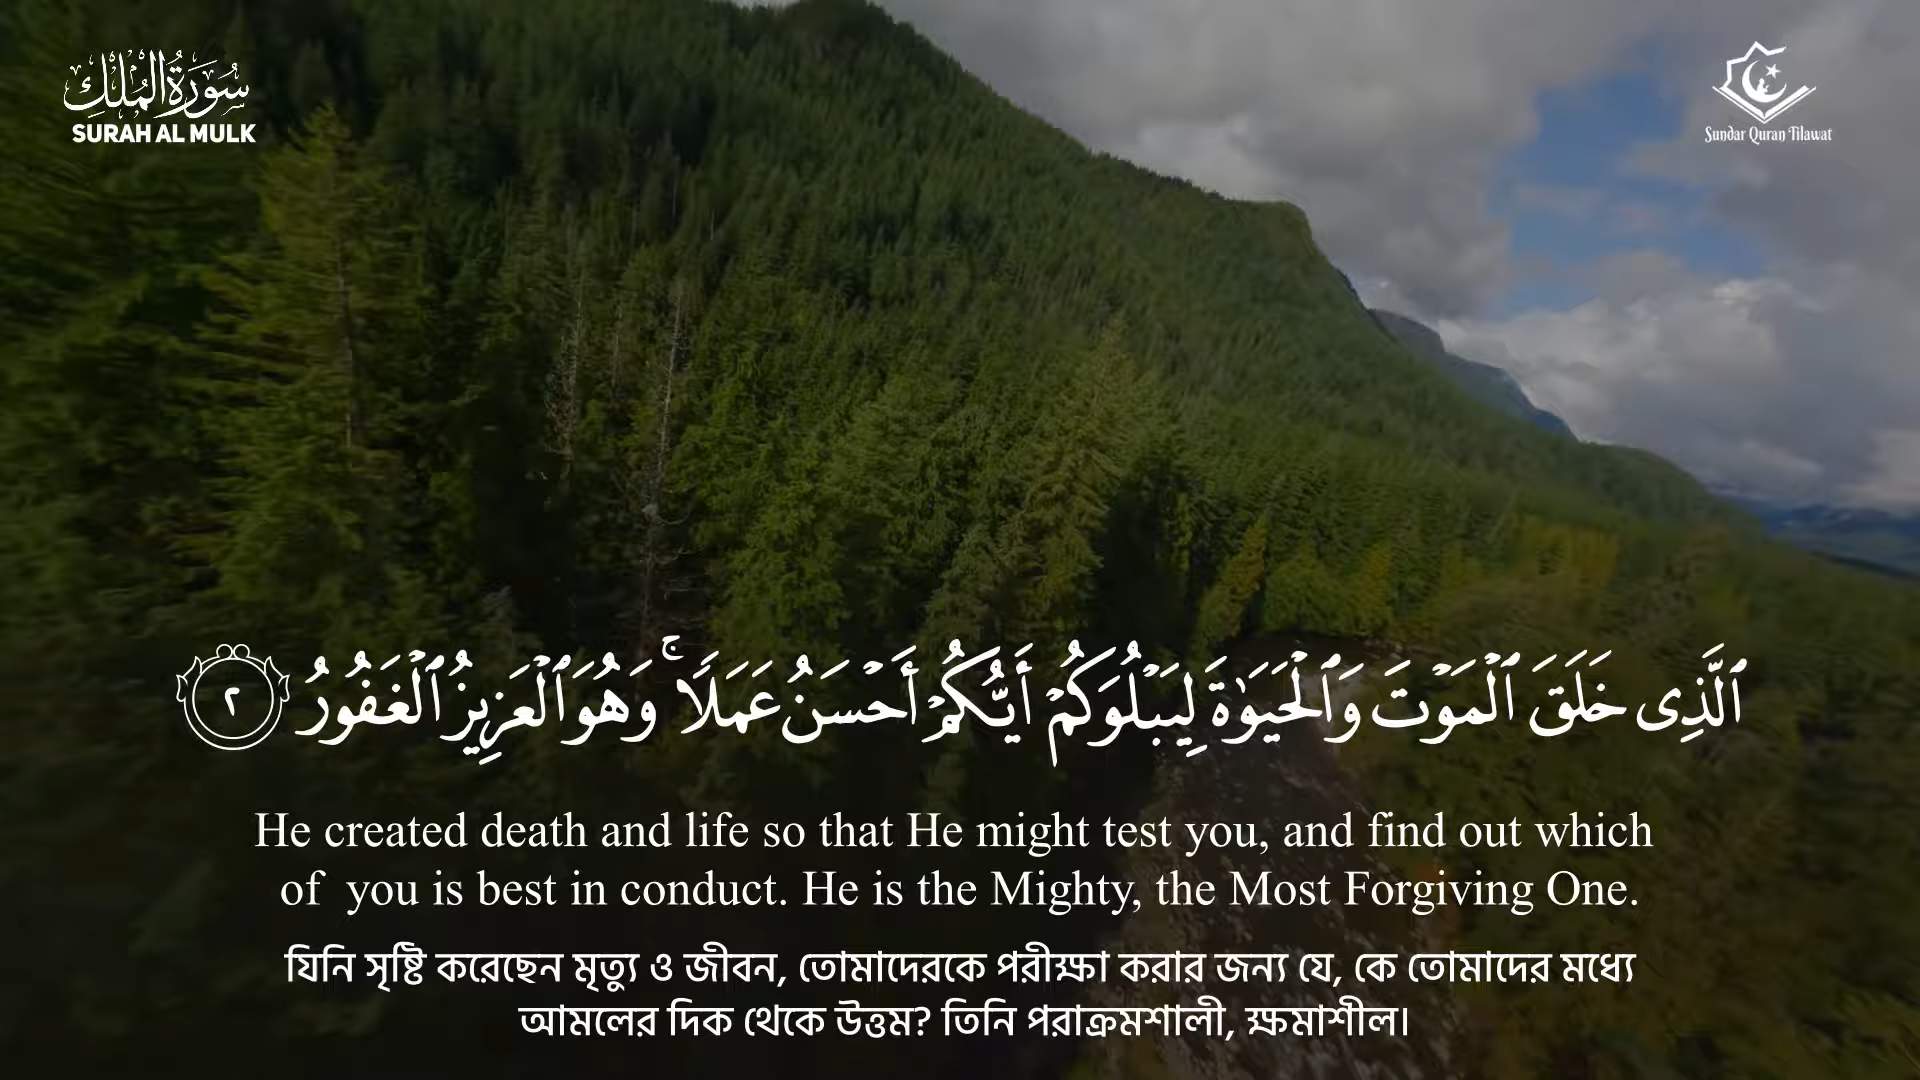 سُورَةُ الْمُلْكِ
SURAH AL MULK
Sundar Quran Tilawat
ٱلَّذِى خَلَقَ ٱلْمَوْتَ وَٱلْحَيَوٰةَ لِيَبْلُوَكُمْ أَيُّكُمْ أَحْسَنُ عَمَلًا ۚ وَهُوَ ٱلْعَزِيزُ ٱلْغَفُورُ ٢
He created death and life so that He might test you, and find out which
of you is best in conduct. He is the Mighty, the Most Forgiving One.
যিনি সৃষ্টি করেছেন মৃত্যু ও জীবন, তোমাদেরকে পরীক্ষা করার জন্য যে, কে তোমাদের মধ্যে
আমলের দিক থেকে উত্তম? তিনি পরাক্রমশালী, ক্ষমাশীল।